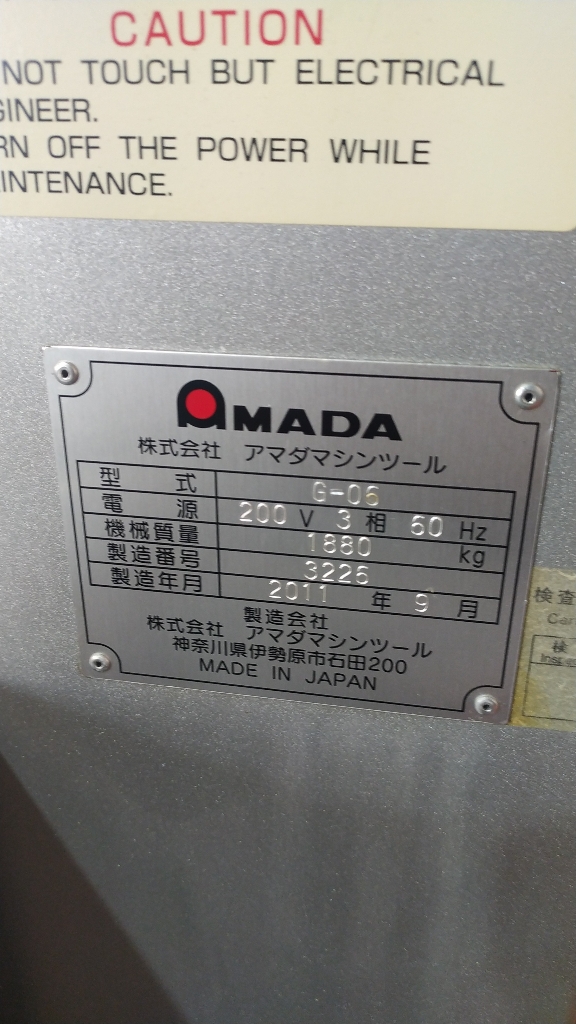 CAUTION
NOT TOUCH BUT ELECTRICAL
GINEER.
RN OFF THE POWER WHILE
INTENANCE.
AMADA
株式会社 アマダマシンツール
型式 G-06
電源 200 V 3 相 60 Hz
機械質量 1880 kg
製造番号 3226
製造年月 2011 年 9 月
製造会社
株式会社 アマダマシンツール
神奈川県伊勢原市石田200
MADE IN JAPAN
検査
Car
検